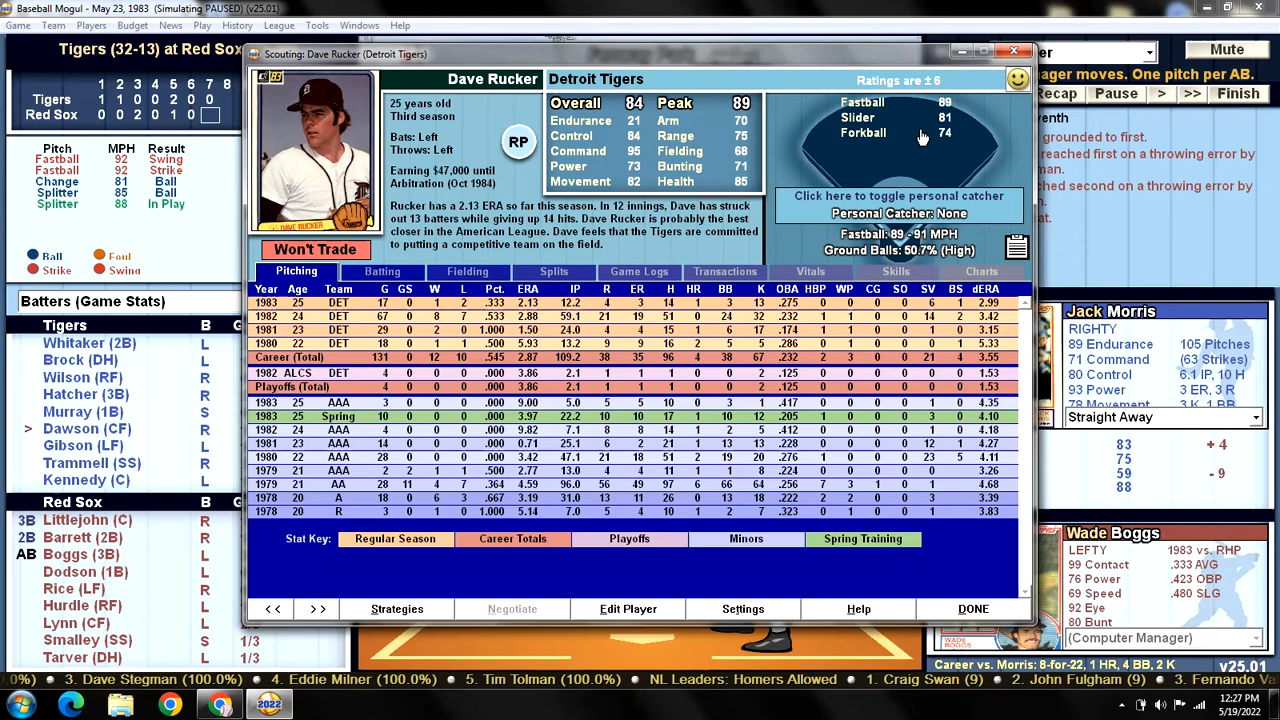 Baseball Mogul - May 23, 1983 (Simulating PAUSED) (v25.01)
Game Team Players Budget News Play History League Tools Windows Help
Tigers (32-13) at Red Sox
1 2 3 4 5 6 7 8
Tigers 1 1 0 0 2 0 0
Red Sox 0 0 2 0 1 0
Pitch MPH Result
Fastball 92 Swing
Fastball 92 Strike
Change 81 Ball
Splitter 85 Ball
Splitter 88 In Play
Ball Foul
Strike Swing
Batters (Game Stats)
Tigers B G
Whitaker (2B) L
Brock (DH) L
Wilson (RF) R
Hatcher (3B) R
Murray (1B) S
> Dawson (CF) R
Gibson (LF) L
Trammell (SS) R
Kennedy (C) L
Red Sox B G
3B Littlejohn (C) R
2B Barrett (2B) R
AB Boggs (3B) L
Dodson (1B) L
Rice (LF) R
Hurdle (RF) L
Lynn (CF) L
Smalley (SS) S 1/3
Tarver (DH) L 1/3
Scouting: Dave Rucker (Detroit Tigers)
83
DAVE RUCKER
Won't Trade
Dave Rucker
25 years old
Third season
Bats: Left
Throws: Left
Earning $47,000 until
Arbitration (Oct 1984)
RP
Detroit Tigers
Ratings are ± 6
Overall 84 Peak 89
Endurance 21 Arm 70
Control 84 Range 75
Command 95 Fielding 68
Power 73 Bunting 71
Movement 82 Health 85
Fastball 89
Slider 81
Forkball 74
Click here to toggle personal catcher
Personal Catcher: None
Fastball: 89 - 91 MPH
Ground Balls: 50.7% (High)
Rucker has a 2.13 ERA so far this season. In 12 innings, Dave has struck
out 13 batters while giving up 14 hits. Dave Rucker is probably the best
closer in the American League. Dave feels that the Tigers are committed
to putting a competitive team on the field.
Pitching Batting Fielding Splits Game Logs Transactions Vitals Skills Charts
Year Age Team G GS W L Pct. ERA IP R ER H HR BB K OBA HBP WP CG SO SV BS dERA
1983 25 DET 17 0 1 2 .333 2.13 12.2 4 3 14 1 3 13 .275 0 0 0 0 6 1 2.99
1982 24 DET 67 0 8 7 .533 2.88 59.1 21 19 51 0 24 32 .232 1 1 0 0 14 2 3.42
1981 23 DET 29 0 2 0 1.000 1.50 24.0 4 4 15 1 6 17 .174 1 1 0 0 1 0 3.15
1980 22 DET 18 0 1 1 .500 5.93 13.2 9 9 16 2 5 5 .286 0 1 0 0 0 1 5.33
Career (Total) 131 0 12 10 .545 2.87 109.2 38 35 96 4 38 67 .232 2 3 0 0 21 4 3.55
1982 ALCS DET 4 0 0 0 .000 3.86 2.1 1 1 1 0 0 2 .125 0 0 0 0 0 0 1.53
Playoffs (Total) 4 0 0 0 .000 3.86 2.1 1 1 1 0 0 2 .125 0 0 0 0 0 0 1.53
1983 25 AAA 3 0 0 0 .000 9.00 5.0 5 5 10 0 3 1 .417 0 0 0 0 1 0 4.35
1983 25 Spring 10 0 0 0 .000 3.97 22.2 10 10 17 1 10 12 .205 1 0 0 0 3 0 4.10
1982 24 AAA 4 0 0 0 .000 9.82 7.1 8 8 14 1 2 5 .412 0 0 0 0 1 0 4.18
1981 23 AAA 14 0 0 0 .000 0.71 25.1 6 2 21 1 13 13 .228 0 0 0 0 12 1 4.27
1980 22 AAA 28 0 0 0 .000 3.42 47.1 21 18 51 2 19 20 .276 1 0 0 0 23 5 4.11
1979 21 AAA 2 2 1 1 .500 2.77 13.0 4 4 11 1 1 8 .224 0 0 0 0 0 0 3.26
1979 21 AA 28 11 4 7 .364 4.59 96.0 56 49 97 6 66 64 .256 7 3 1 0 1 0 4.68
1978 20 A 18 0 6 3 .667 3.19 31.0 13 11 26 0 13 18 .222 2 2 0 0 3 0 3.39
1978 20 R 3 0 1 0 1.000 5.14 7.0 5 4 10 1 2 7 .323 0 1 0 0 1 0 3.83
Stat Key: Regular Season Career Totals Playoffs Minors Spring Training
<< >> Strategies Negotiate Edit Player Settings Help DONE
Mute
nager moves. One pitch per AB.
Recap Pause > >> Finish
venth
grounded to first.
reached first on a throwing error by
man.
ched second on a throwing error by
Jack Morris
RIGHTY
89 Endurance 105 Pitches
71 Command (63 Strikes)
80 Control 6.1 IP, 10 H
93 Power 3 ER, 3 R
78 Movement 3 K, 1 BB
Straight Away
83 + 4
75
59 - 9
88
WADE BOGGS
Wade Boggs
LEFTY 1983 vs. RHP
99 Contact .333 AVG
76 Power .423 OBP
69 Speed .480 SLG
92 Eye
80 Bunt
(Computer Manager)
Career vs. Morris: 8-for-22, 1 HR, 4 BB, 2 K v25.01
0.0%) 3. Dave Stegman (100.0%) 4. Eddie Milner (100.0%) 5. Tim Tolman (100.0%) NL Leaders: Homers Allowed 1. Craig Swan (9) 2. John Fulgham (9) 3. Fernando Va
2022
12:27 PM
5/19/2022